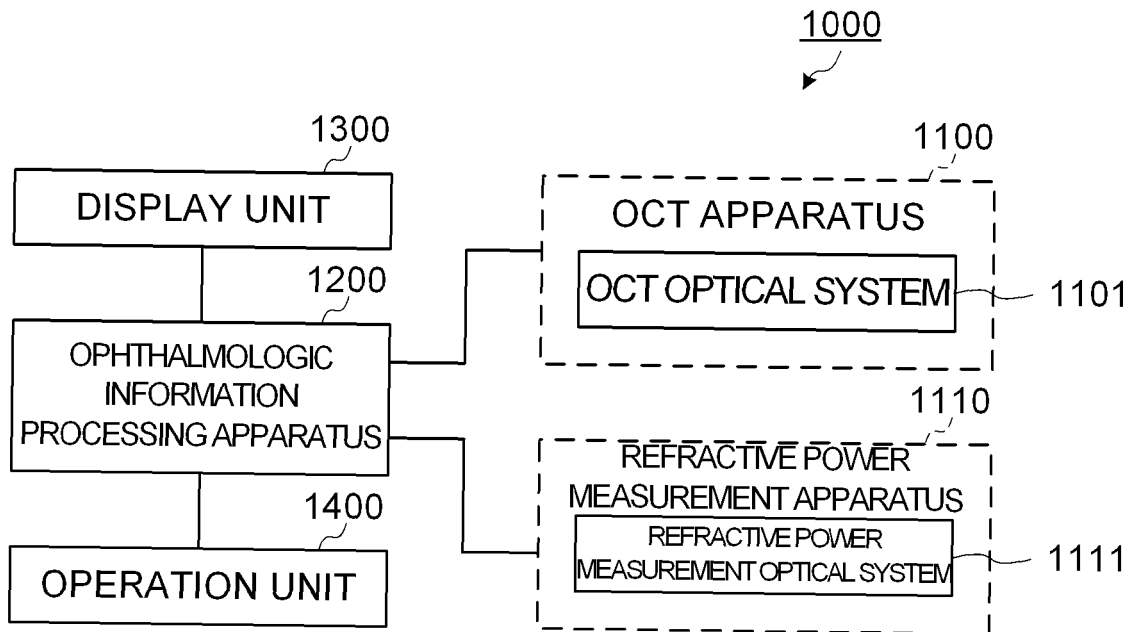 1000
1300
DISPLAY UNIT
1200
OPHTHALMOLOGIC
INFORMATION
PROCESSING APPARATUS
1400
OPERATION UNIT
1100
OCT APPARATUS
OCT OPTICAL SYSTEM
1101
1110
REFRACTIVE POWER
MEASUREMENT APPARATUS
REFRACTIVE POWER
MEASUREMENT OPTICAL SYSTEM
1111